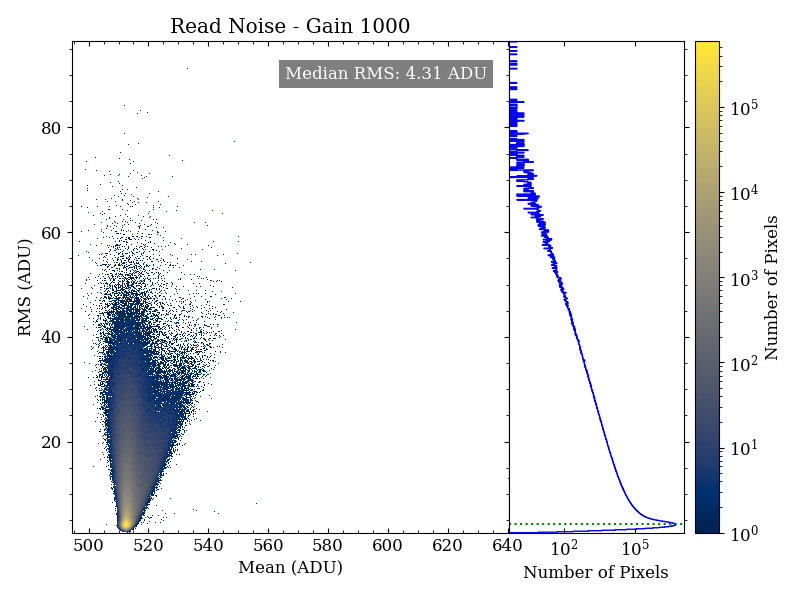 Read Noise - Gain 1000
Median RMS: 4.31 ADU
RMS (ADU)
80
60
40
20
500 520 540 560 580 600 620 640
Mean (ADU)
10² 10⁵
Number of Pixels
10⁵
10⁴
10³
10²
10¹
10⁰
Number of Pixels